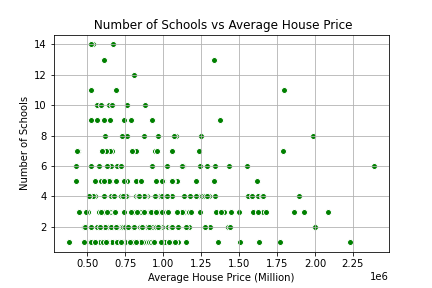 Number of Schools vs Average House Price
14
12
10
8
6
4
2
Number of Schools
0.50 0.75 1.00 1.25 1.50 1.75 2.00 2.25
1e6
Average House Price (Million)